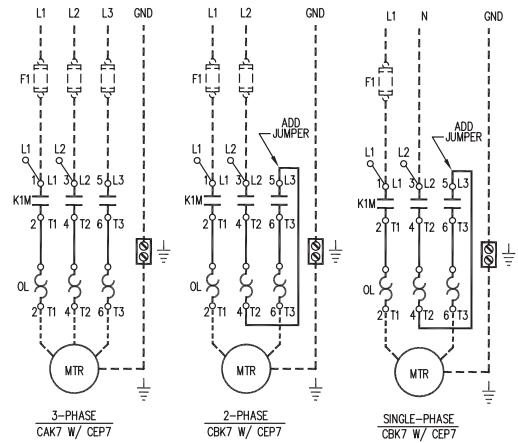 L1 L2 L3 GND
F1
L1 L2
1 L1 3 L2 5 L3
K1M
2 T1 4 T2 6 T3
OL
2 T1 4 T2 6 T3
MTR
3-PHASE
CAK7 W/ CEP7
L1 L2 GND
F1
ADD
JUMPER
L1 L2
1 L1 3 L2 5 L3
K1M
2 T1 4 T2 6 T3
OL
2 T1 4 T2 6 T3
MTR
2-PHASE
CBK7 W/ CEP7
L1 N GND
F1
ADD
JUMPER
L1 L2
1 L1 3 L2 5 L3
K1M
2 T1 4 T2 6 T3
OL
2 T1 4 T2 6 T3
MTR
SINGLE-PHASE
CBK7 W/ CEP7